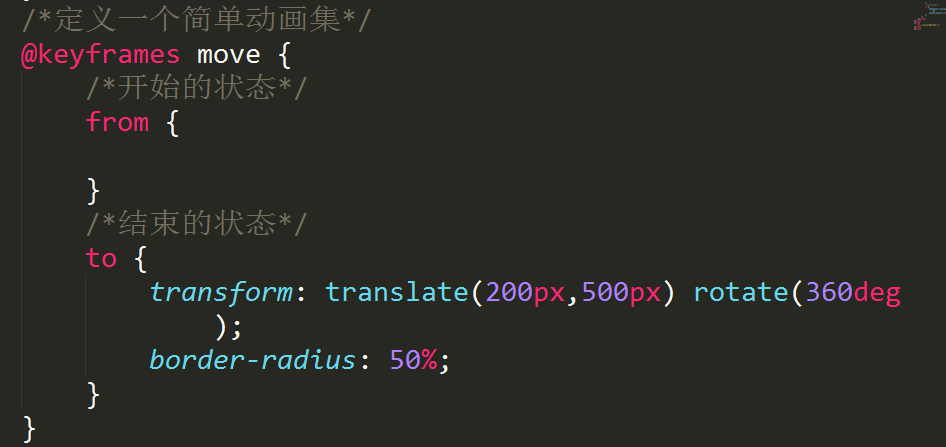 /*定义一个简单动画集*/
@keyframes move {
/*开始的状态*/
from {
}
/*结束的状态*/
to {
transform: translate(200px,500px) rotate(360deg
);
border-radius: 50%;
}
}